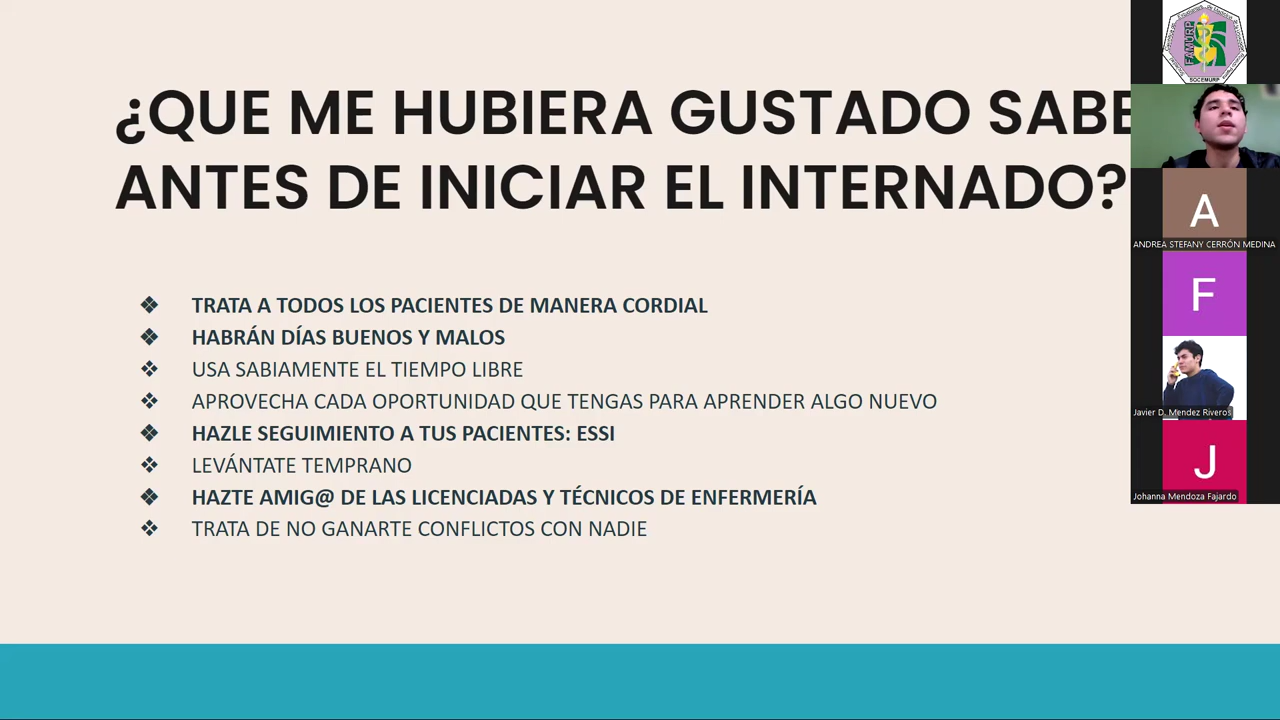 ¿QUE ME HUBIERA GUSTADO SABE
ANTES DE INICIAR EL INTERNADO?
❖ TRATA A TODOS LOS PACIENTES DE MANERA CORDIAL
❖ HABRÁN DÍAS BUENOS Y MALOS
❖ USA SABIAMENTE EL TIEMPO LIBRE
❖ APROVECHA CADA OPORTUNIDAD QUE TENGAS PARA APRENDER ALGO NUEVO
❖ HAZLE SEGUIMIENTO A TUS PACIENTES: ESSI
❖ LEVÁNTATE TEMPRANO
❖ HAZTE AMIG@ DE LAS LICENCIADAS Y TÉCNICOS DE ENFERMERÍA
❖ TRATA DE NO GANARTE CONFLICTOS CON NADIE
FAMURP
SOCEMURP
A
ANDREA STEFANY CERRÓN MEDINA
F
Javier D. Mendez Riveros
J
Johanna Mendoza Fajardo